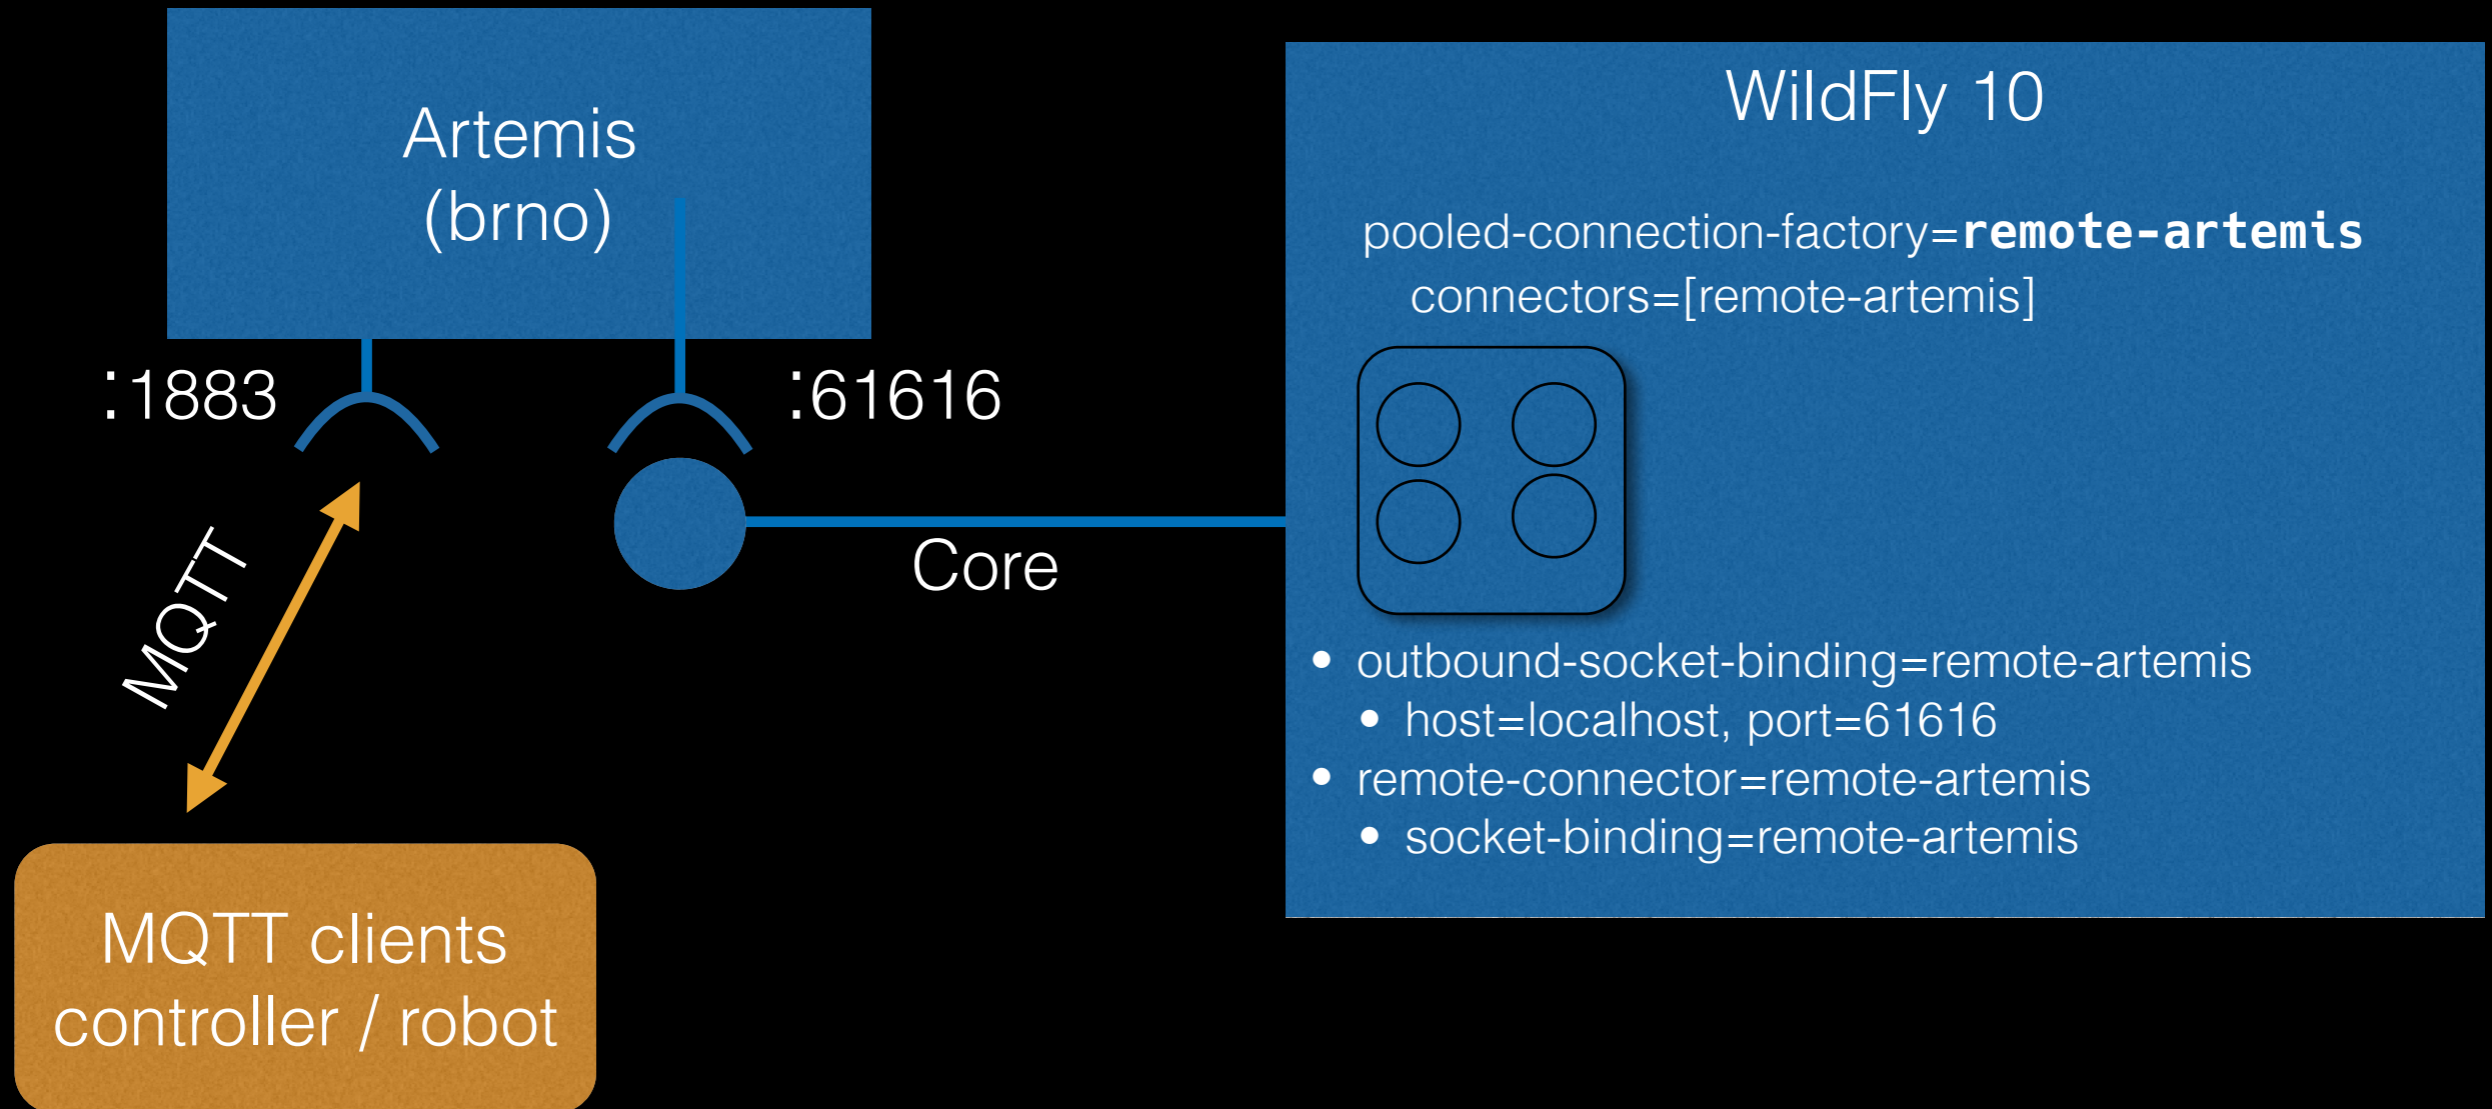 Artemis
(brno)
:1883
:61616
MQTT
Core
MQTT clients
controller / robot
WildFly 10
pooled-connection-factory=remote-artemis
connectors=[remote-artemis]
• outbound-socket-binding=remote-artemis
• host=localhost, port=61616
• remote-connector=remote-artemis
• socket-binding=remote-artemis